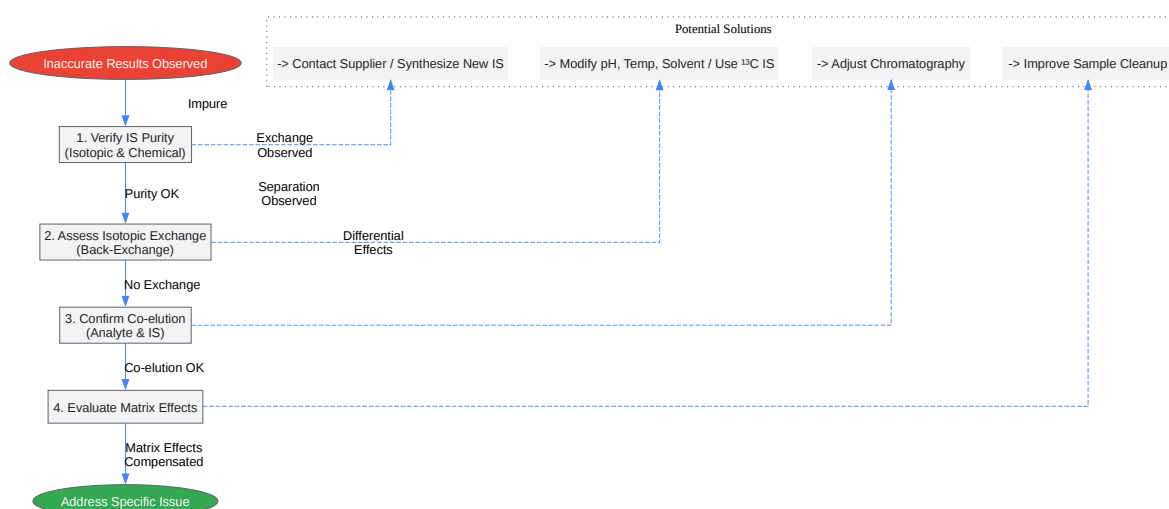 Potential Solutions
Inaccurate Results Observed
-> Contact Supplier / Synthesize New IS
-> Modify pH, Temp, Solvent / Use ¹³C IS
-> Adjust Chromatography
-> Improve Sample Cleanup
Impure
1. Verify IS Purity
(Isotopic & Chemical)
Exchange
Observed
Purity OK
Separation
Observed
2. Assess Isotopic Exchange
(Back-Exchange)
Differential
Effects
No Exchange
3. Confirm Co-elution
(Analyte & IS)
Co-elution OK
4. Evaluate Matrix Effects
Matrix Effects
Compensated
Address Specific Issue